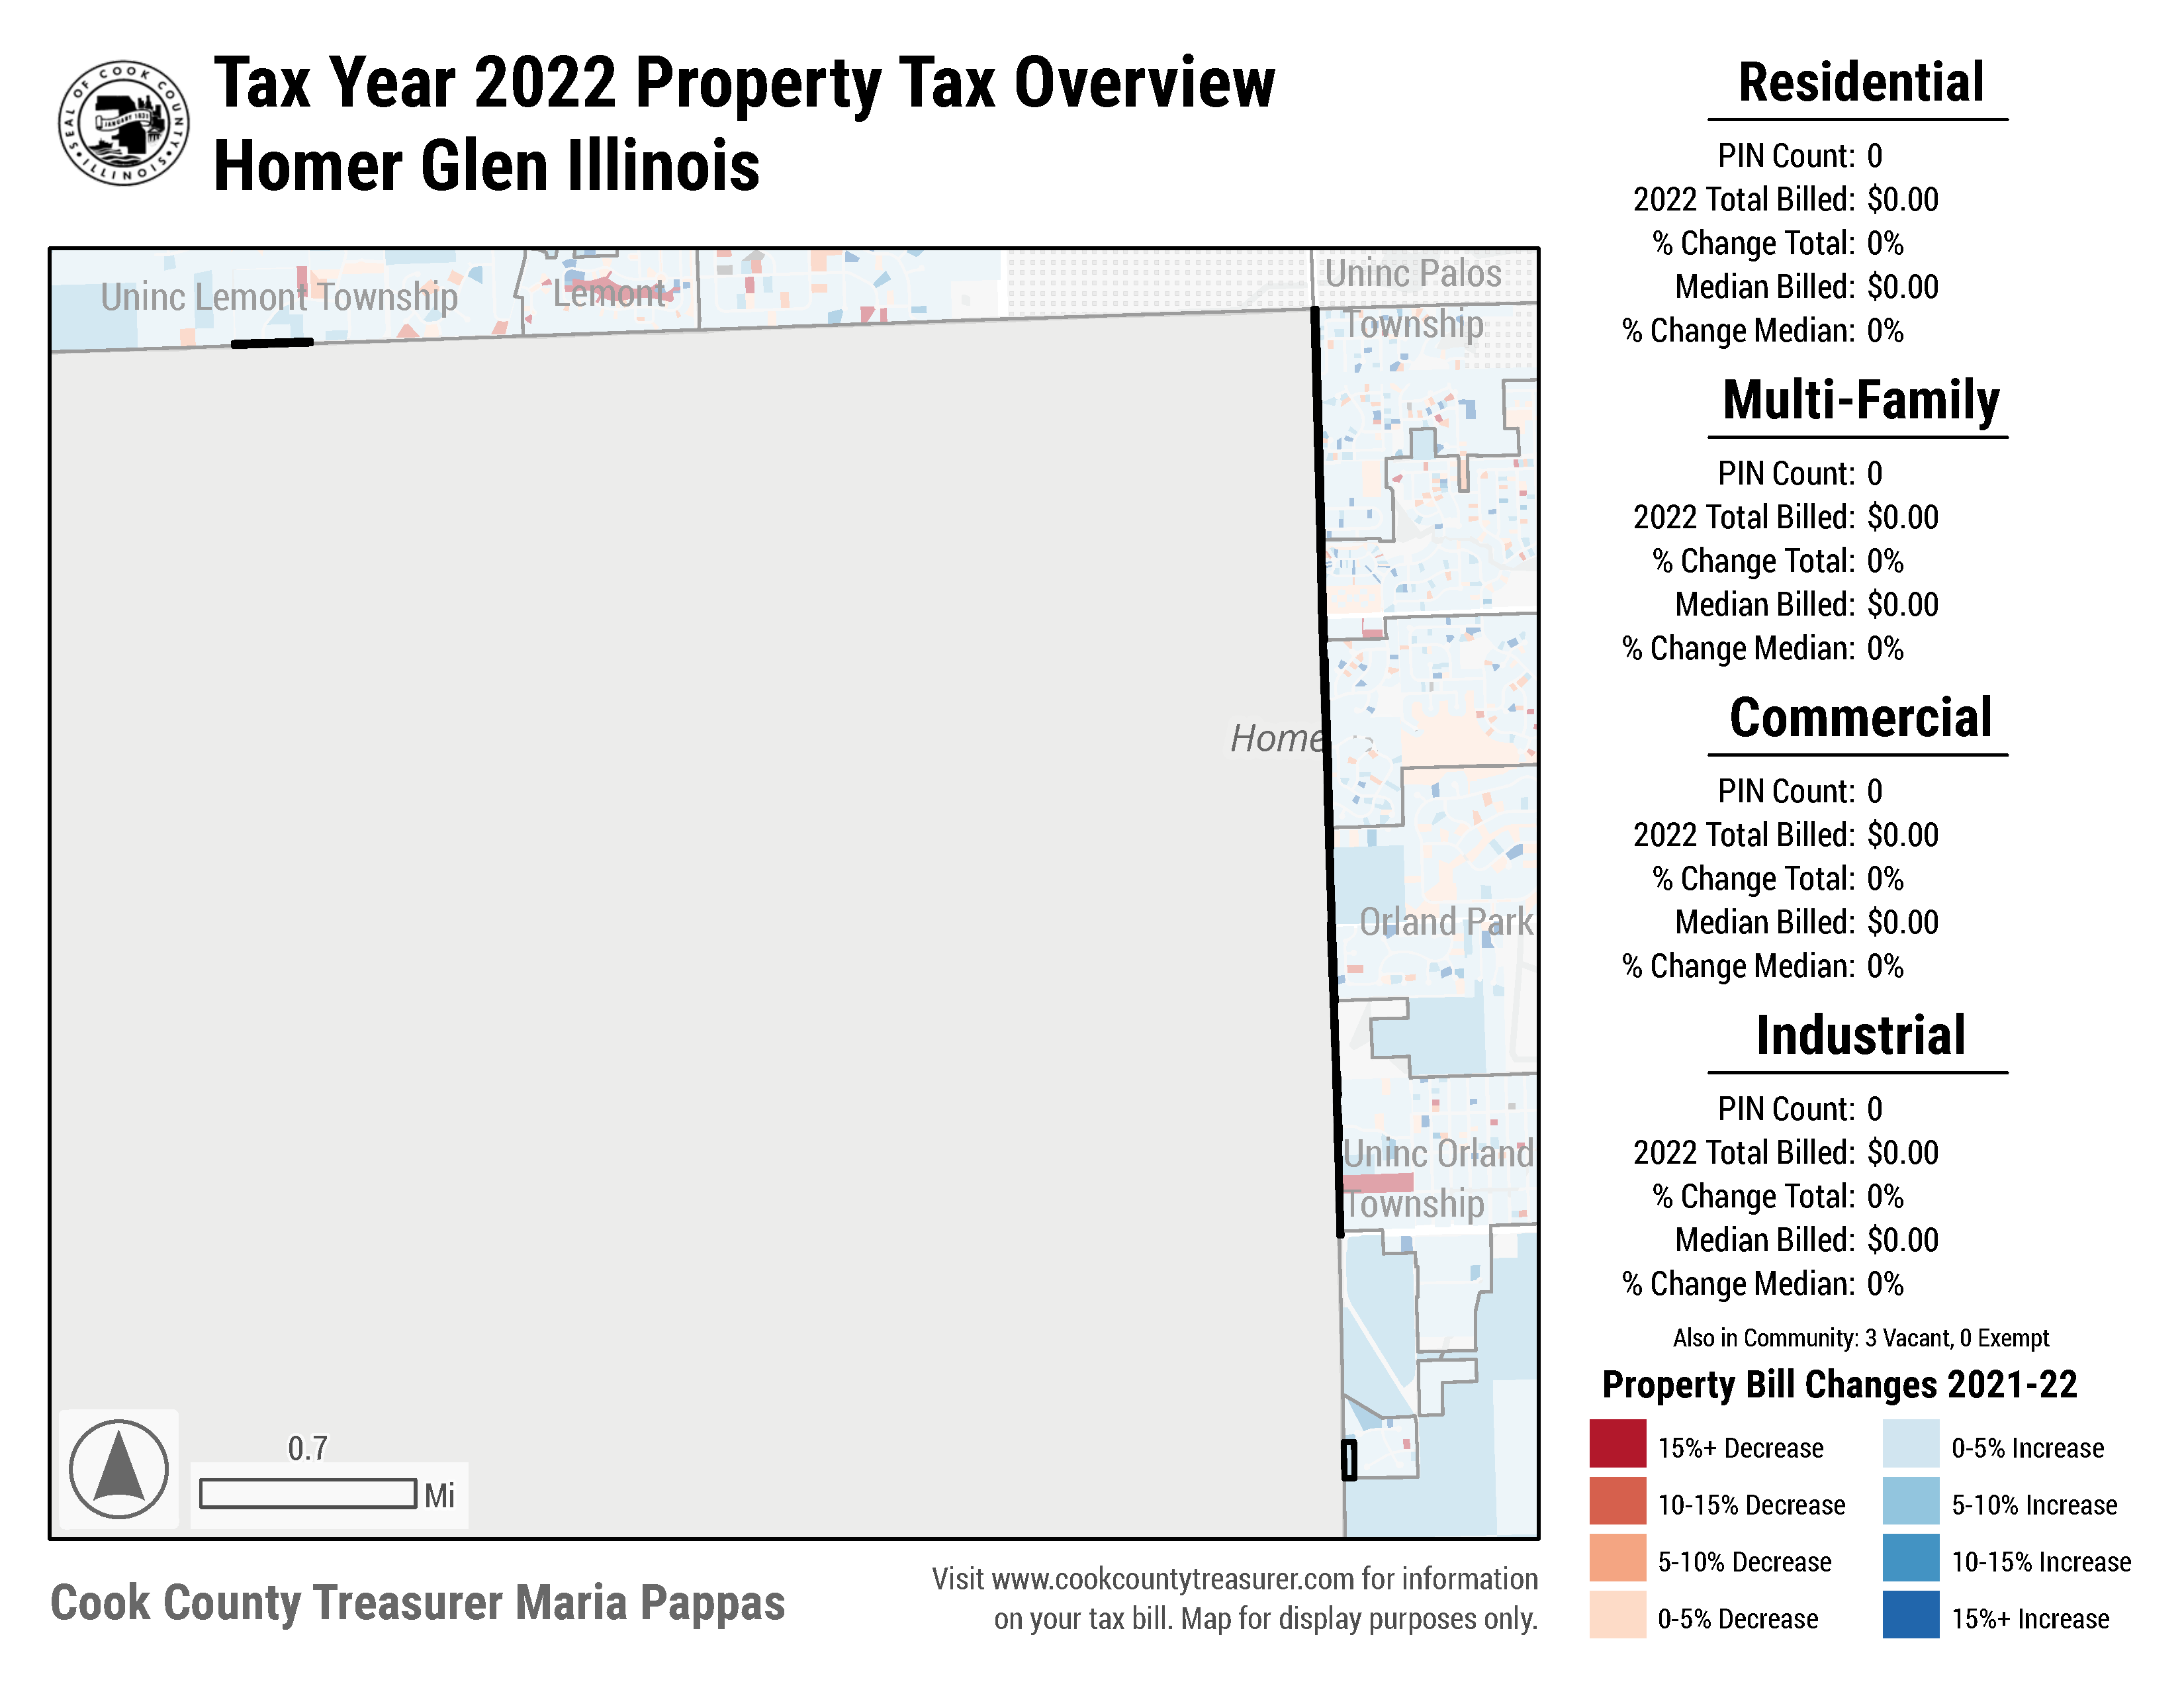 Tax Year 2022 Property Tax Overview
Homer Glen Illinois
SEAL OF COOK COUNTY
ILLINOIS
JANUARY 1831
Uninc Lemont Township
Lemont
Uninc Palos
Township
Home
Orland Park
Uninc Orland
Township
0.7
Mi
Cook County Treasurer Maria Pappas
Visit www.cookcountytreasurer.com for information
on your tax bill. Map for display purposes only.
Residential
PIN Count: 0
2022 Total Billed: $0.00
% Change Total: 0%
Median Billed: $0.00
% Change Median: 0%
Multi-Family
PIN Count: 0
2022 Total Billed: $0.00
% Change Total: 0%
Median Billed: $0.00
% Change Median: 0%
Commercial
PIN Count: 0
2022 Total Billed: $0.00
% Change Total: 0%
Median Billed: $0.00
% Change Median: 0%
Industrial
PIN Count: 0
2022 Total Billed: $0.00
% Change Total: 0%
Median Billed: $0.00
% Change Median: 0%
Also in Community: 3 Vacant, 0 Exempt
Property Bill Changes 2021-22
15%+ Decrease
0-5% Increase
10-15% Decrease
5-10% Increase
5-10% Decrease
10-15% Increase
0-5% Decrease
15%+ Increase